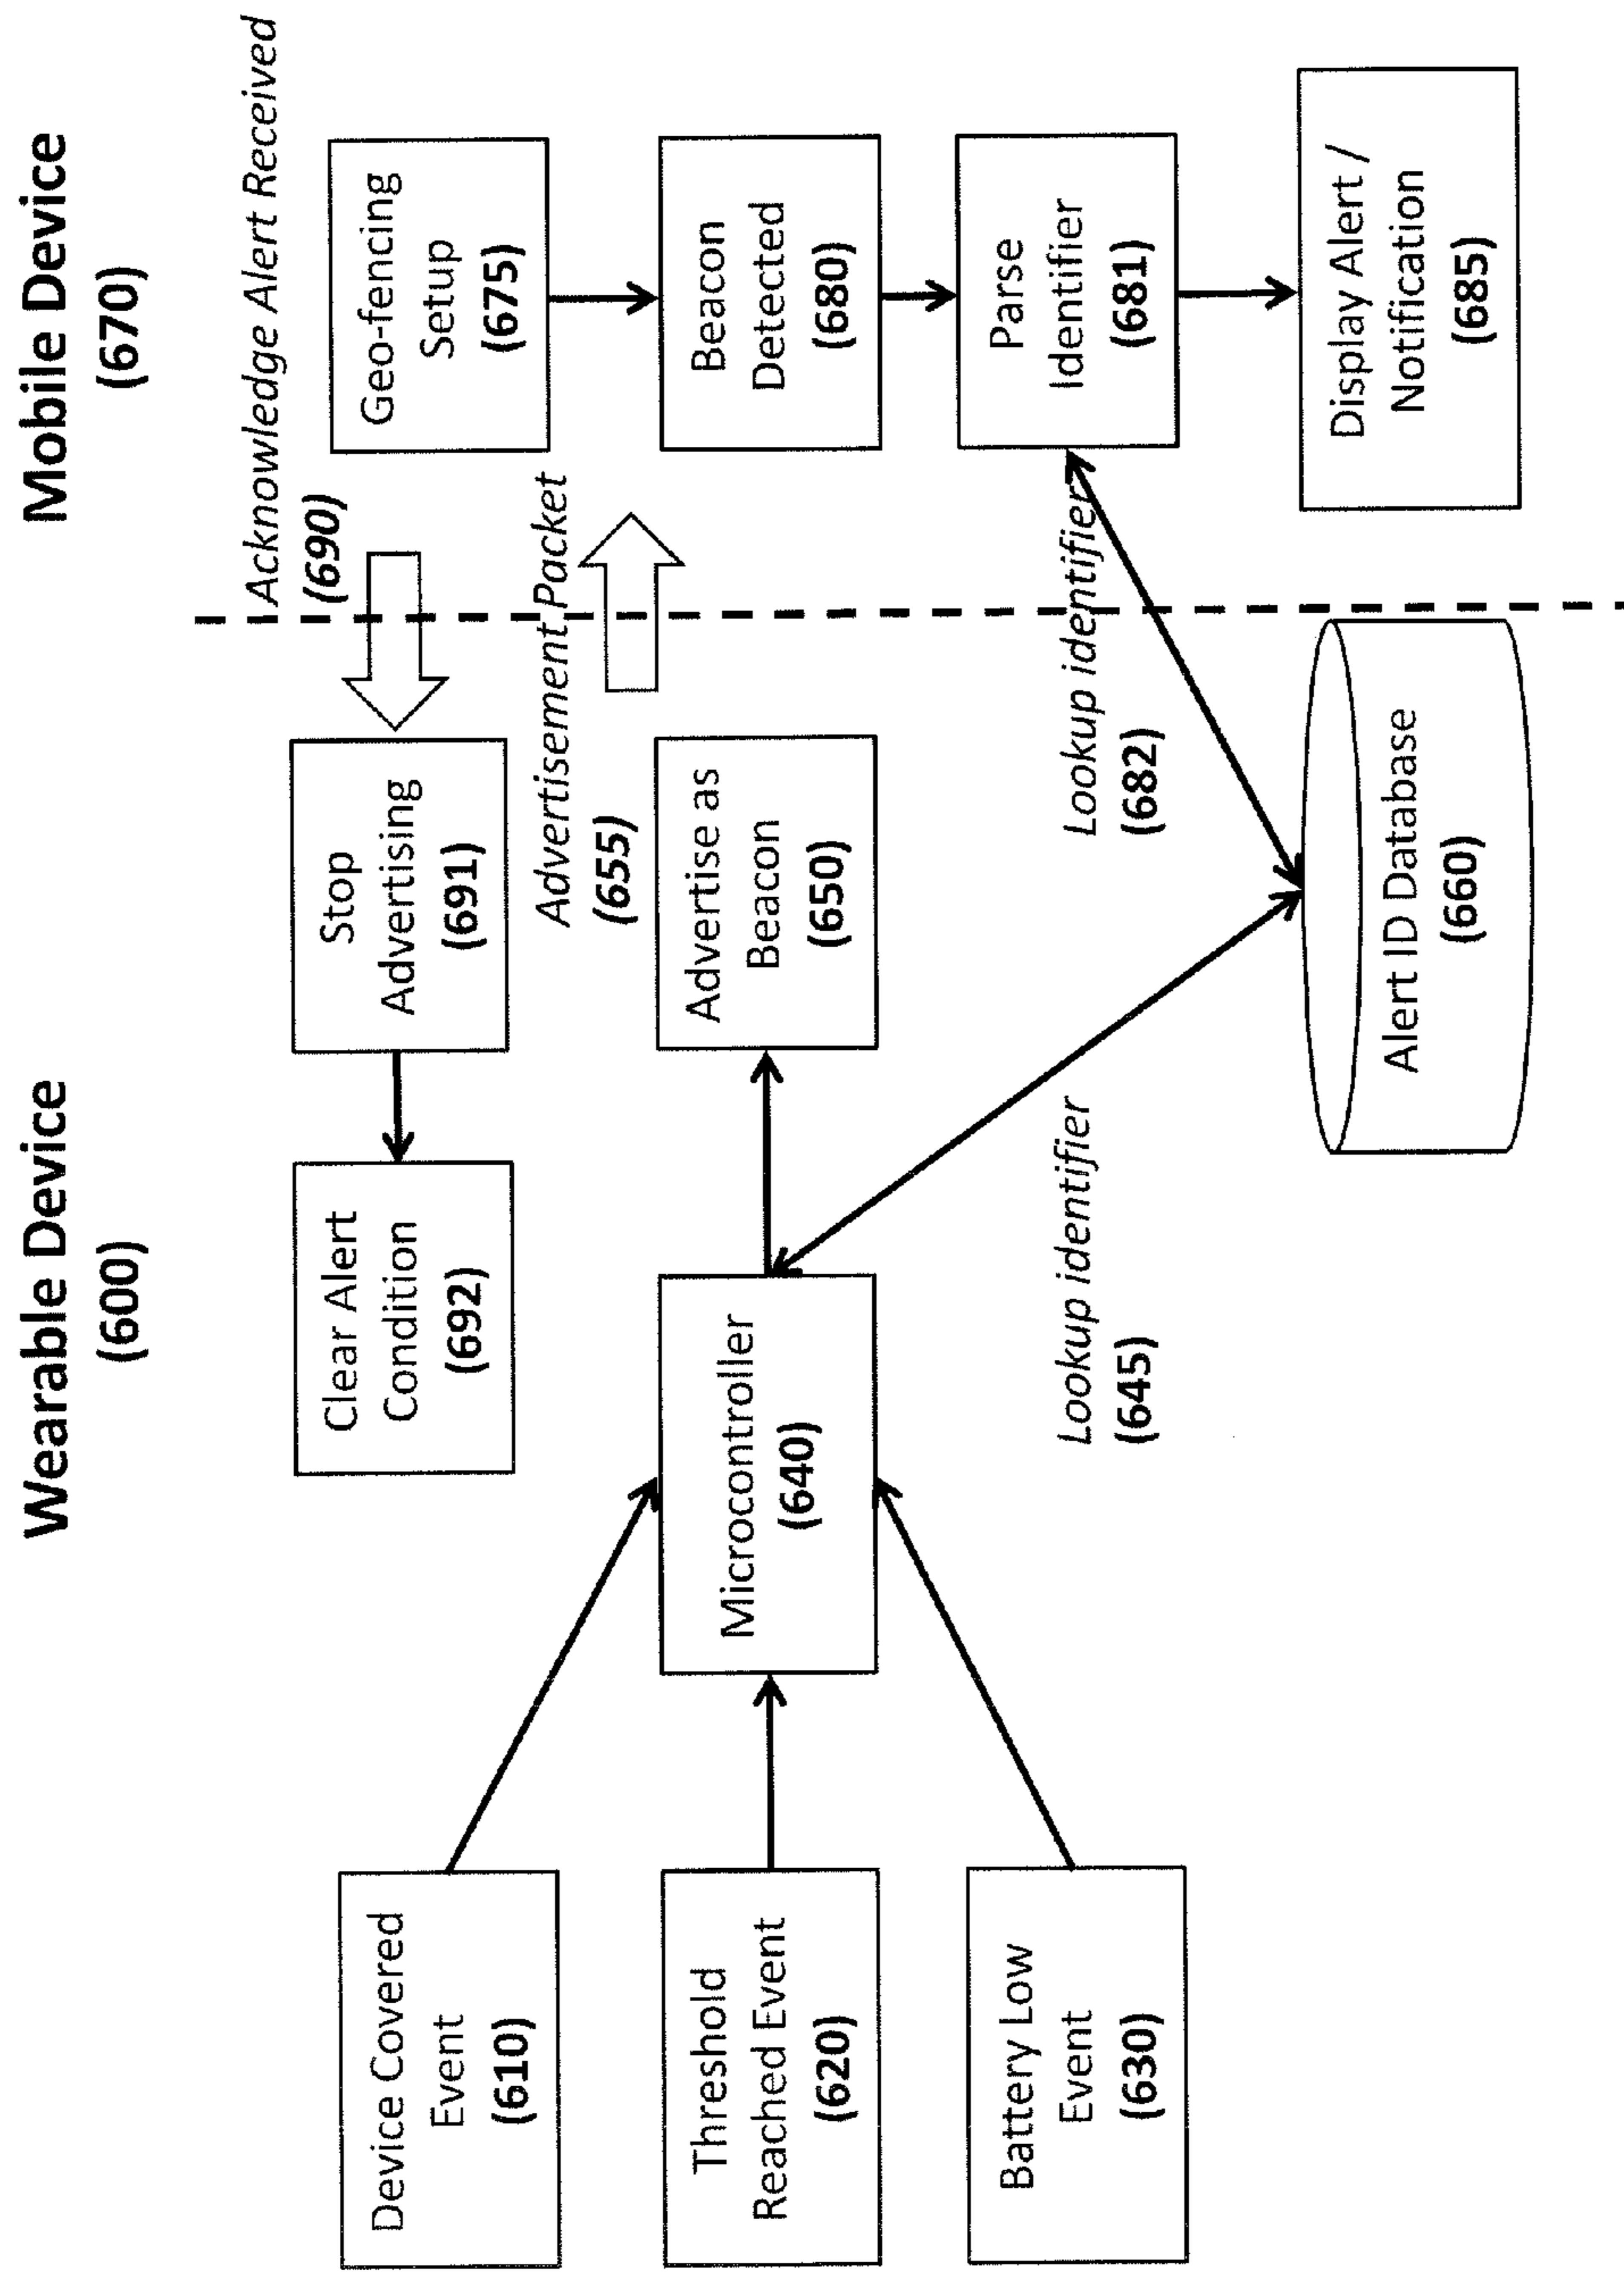 Wearable Device
(600)
Mobile Device
(670)
Acknowledge Alert Received
(690)
Device Covered
Event
(610)
Clear Alert
Condition
(692)
Stop
Advertising
(691)
Geo-fencing
Setup
(675)
Advertisement Packet
(655)
Threshold
Reached Event
(620)
Microcontroller
(640)
Advertise as
Beacon
(650)
Beacon
Detected
(680)
Battery Low
Event
(630)
Lookup identifier
(645)
Lookup identifier
(682)
Parse
Identifier
(681)
Alert ID Database
(660)
Display Alert /
Notification
(685)